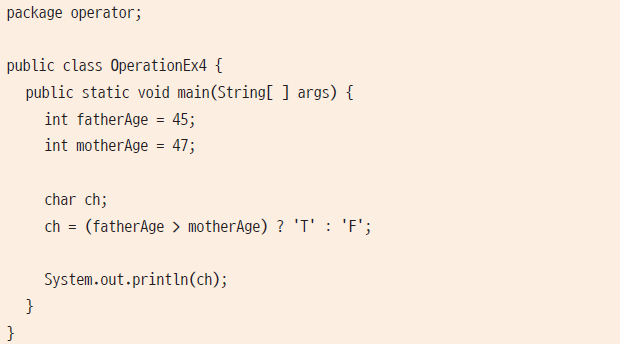 package operator;
public class OperationEx4 {
public static void main(String[ ] args) {
int fatherAge = 45;
int motherAge = 47;
char ch;
ch = (fatherAge > motherAge) ? 'T' : 'F';
System.out.println(ch);
}
}